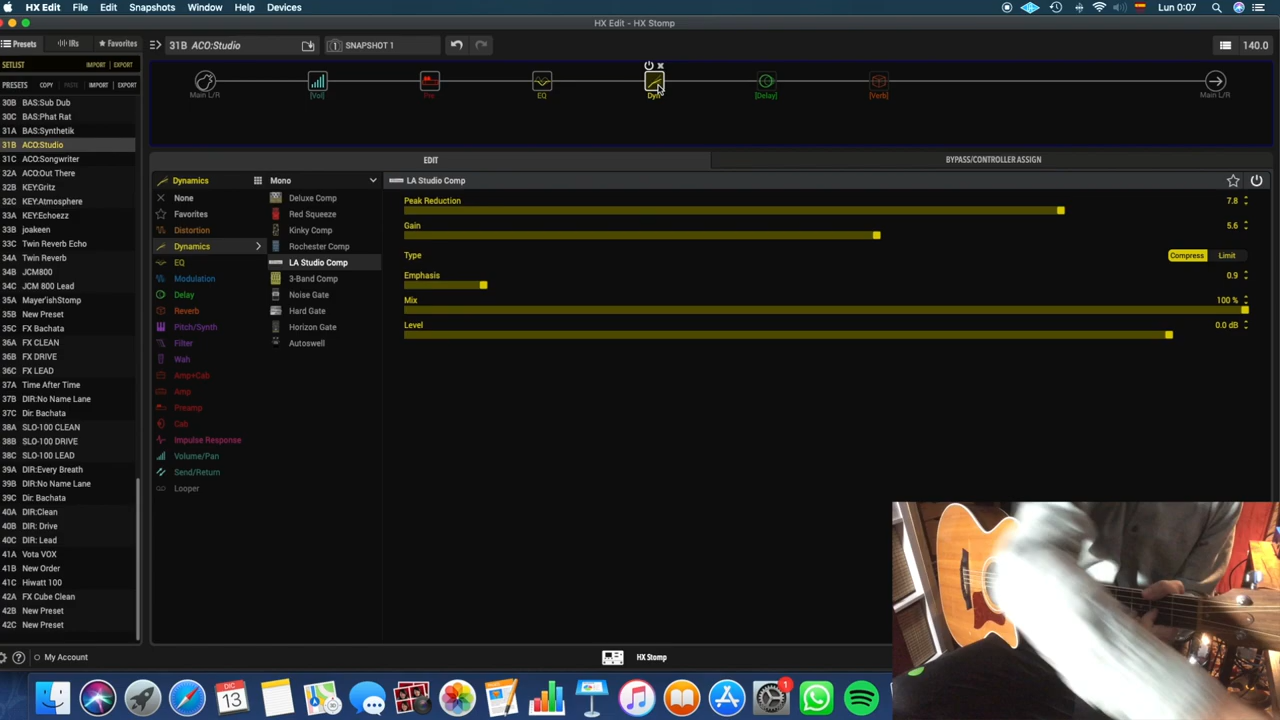 HX Edit File Edit Snapshots Window Help Devices Lun 0:07
HX Edit - HX Stomp
Presets IRs Favorites 31B ACO:Studio 1 SNAPSHOT 1 140.0
SETLIST IMPORT | EXPORT
PRESETS COPY PASTE IMPORT | EXPORT
Main L/R [Vol] Pre EQ Dyn [Delay] [Verb] Main L/R
30B BAS:Sub Dub
30C BAS:Phat Rat
31A BAS:Synthetik
31B ACO:Studio
31C ACO:Songwriter
32A ACO:Out There
32B KEY:Gritz
32C KEY:Atmosphere
33A KEY:Echoezz
33B joakeen
33C Twin Reverb Echo
34A Twin Reverb
34B JCM800
34C JCM 800 Lead
35A Mayer'ishStomp
35B New Preset
35C FX Bachata
36A FX CLEAN
36B FX DRIVE
36C FX LEAD
37A Time After Time
37B DIR:No Name Lane
37C Dir: Bachata
38A SLO-100 CLEAN
38B SLO-100 DRIVE
38C SLO-100 LEAD
39A DIR:Every Breath
39B DIR:No Name Lane
39C Dir: Bachata
40A DIR:Clean
40B DIR: Drive
40C DIR: Lead
41A Vota VOX
41B New Order
41C Hiwatt 100
42A FX Cube Clean
42B New Preset
42C New Preset
EDIT BYPASS/CONTROLLER ASSIGN
Dynamics Mono
None
Favorites
Distortion
Dynamics
EQ
Modulation
Delay
Reverb
Pitch/Synth
Filter
Wah
Amp+Cab
Amp
Preamp
Cab
Impulse Response
Volume/Pan
Send/Return
Looper
Deluxe Comp
Red Squeeze
Kinky Comp
Rochester Comp
LA Studio Comp
3-Band Comp
Noise Gate
Hard Gate
Horizon Gate
Autoswell
LA Studio Comp
Peak Reduction 7.8
Gain 5.6
Type Compress Limit
Emphasis 0.9
Mix 100 %
Level 0.0 dB
My Account HX Stomp
DIC
13
1